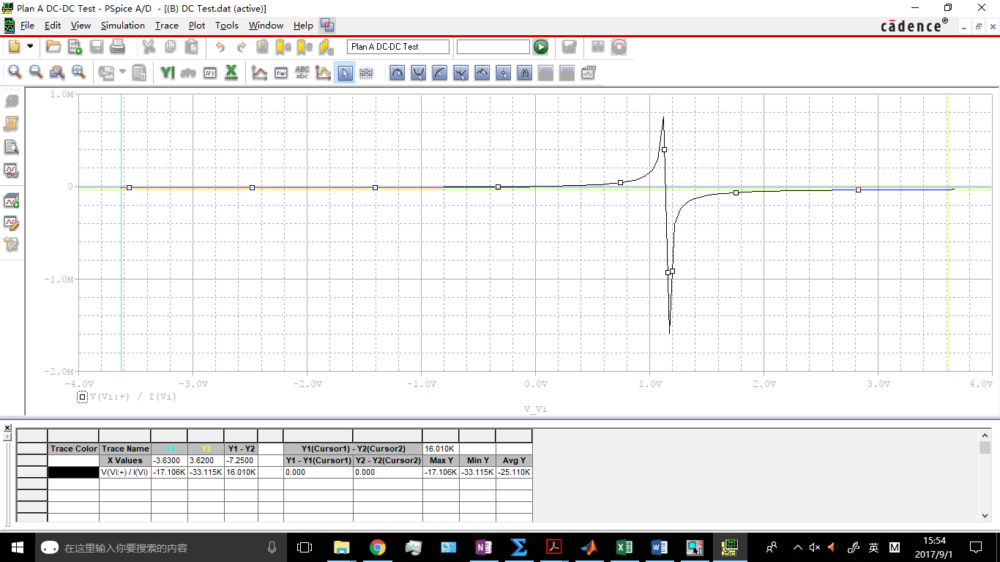 Plan A DC-DC Test - PSpice A/D - [(B) DC Test.dat (active)]
File Edit View Simulation Trace Plot Tools Window Help
cādence®
Plan A DC-DC Test
ABC
abc
1.0M
0
-1.0M
-2.0M
-4.0V -3.0V -2.0V -1.0V 0.0V 1.0V 2.0V 3.0V 4.0V
V(Vi:+) / I(Vi)
V_Vi
Trace Color Trace Name Y1 Y2 Y1 - Y2 Y1(Cursor1) - Y2(Cursor2) 16.010K
X Values -3.6300 3.6200 -7.2500 Y1 - Y1(Cursor1) Y2 - Y2(Cursor2) Max Y Min Y Avg Y
V(Vi:+) / I(Vi) -17.106K -33.115K 16.010K 0.000 0.000 -17.106K -33.115K -25.110K
在这里输入你要搜索的内容
英
M
15:54
2017/9/1